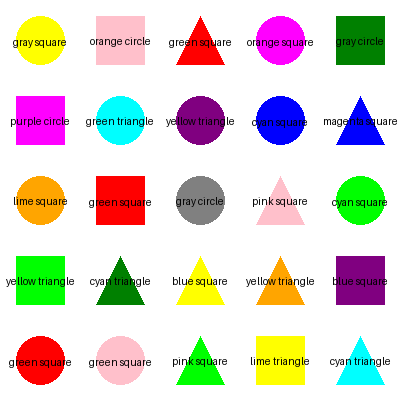 gray square
orange circle
green square
orange square
gray circle
purple circle
green triangle
yellow triangle
cyan square
magenta square
lime square
green square
gray circle
pink square
cyan square
yellow triangle
cyan triangle
blue square
yellow triangle
blue square
green square
green square
pink square
lime triangle
cyan triangle